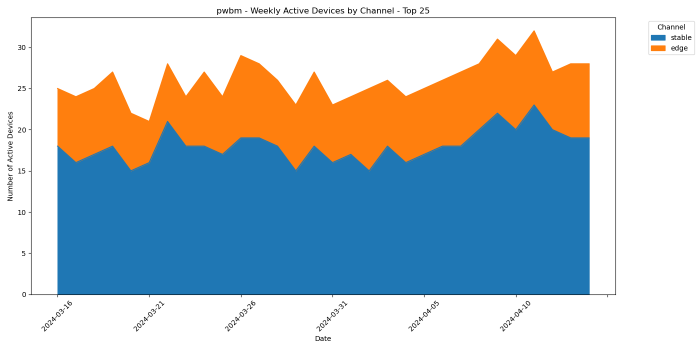 pwbm - Weekly Active Devices by Channel - Top 25
Channel
stable
edge
Number of Active Devices
30
25
20
15
10
5
0
2024-03-16
2024-03-21
2024-03-26
2024-03-31
2024-04-05
2024-04-10
Date